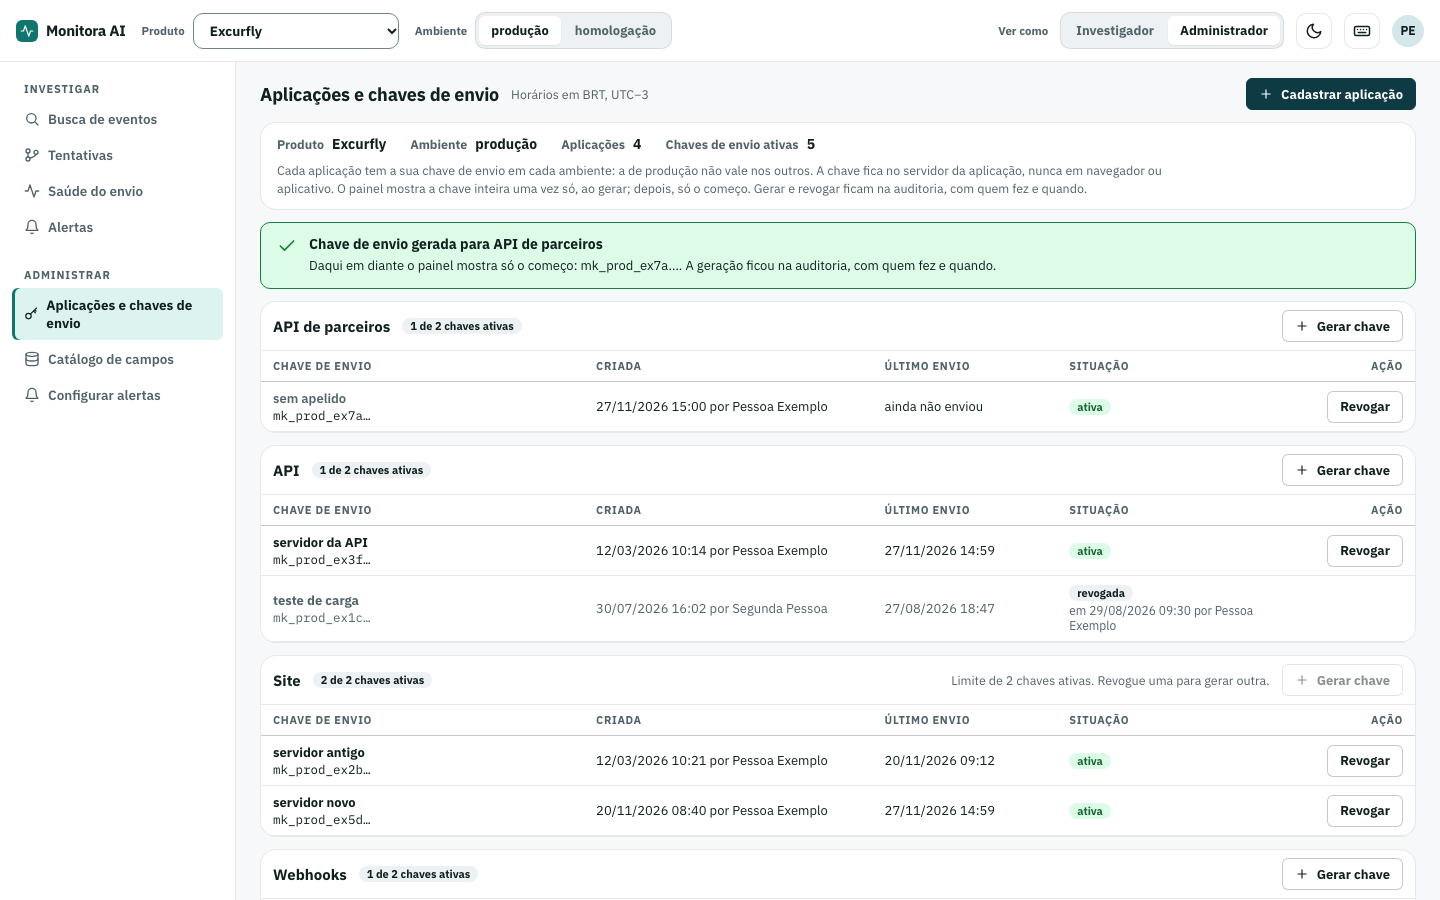 Monitora AI
Produto
Excurfly
Ambiente
produção
homologação
Ver como
Investigador
Administrador
PE
INVESTIGAR
Busca de eventos
Tentativas
Saúde do envio
Alertas
ADMINISTRAR
Aplicações e chaves de
envio
Catálogo de campos
Configurar alertas
Aplicações e chaves de envio
Horários em BRT, UTC−3
+ Cadastrar aplicação
Produto Excurfly Ambiente produção Aplicações 4 Chaves de envio ativas 5
Cada aplicação tem a sua chave de envio em cada ambiente: a de produção não vale nos outros. A chave fica no servidor da aplicação, nunca em navegador ou
aplicativo. O painel mostra a chave inteira uma vez só, ao gerar; depois, só o começo. Gerar e revogar ficam na auditoria, com quem fez e quando.
Chave de envio gerada para API de parceiros
Daqui em diante o painel mostra só o começo: mk_prod_ex7a…. A geração ficou na auditoria, com quem fez e quando.
API de parceiros 1 de 2 chaves ativas + Gerar chave
CHAVE DE ENVIO CRIADA ÚLTIMO ENVIO SITUAÇÃO AÇÃO
sem apelido
mk_prod_ex7a…
27/11/2026 15:00 por Pessoa Exemplo
ainda não enviou
ativa
Revogar
API 1 de 2 chaves ativas + Gerar chave
CHAVE DE ENVIO CRIADA ÚLTIMO ENVIO SITUAÇÃO AÇÃO
servidor da API
mk_prod_ex3f…
12/03/2026 10:14 por Pessoa Exemplo
27/11/2026 14:59
ativa
Revogar
teste de carga
mk_prod_ex1c…
30/07/2026 16:02 por Segunda Pessoa
27/08/2026 18:47
revogada
em 29/08/2026 09:30 por Pessoa
Exemplo
Site 2 de 2 chaves ativas Limite de 2 chaves ativas. Revogue uma para gerar outra. + Gerar chave
CHAVE DE ENVIO CRIADA ÚLTIMO ENVIO SITUAÇÃO AÇÃO
servidor antigo
mk_prod_ex2b…
12/03/2026 10:21 por Pessoa Exemplo
20/11/2026 09:12
ativa
Revogar
servidor novo
mk_prod_ex5d…
20/11/2026 08:40 por Pessoa Exemplo
27/11/2026 14:59
ativa
Revogar
Webhooks 1 de 2 chaves ativas + Gerar chave